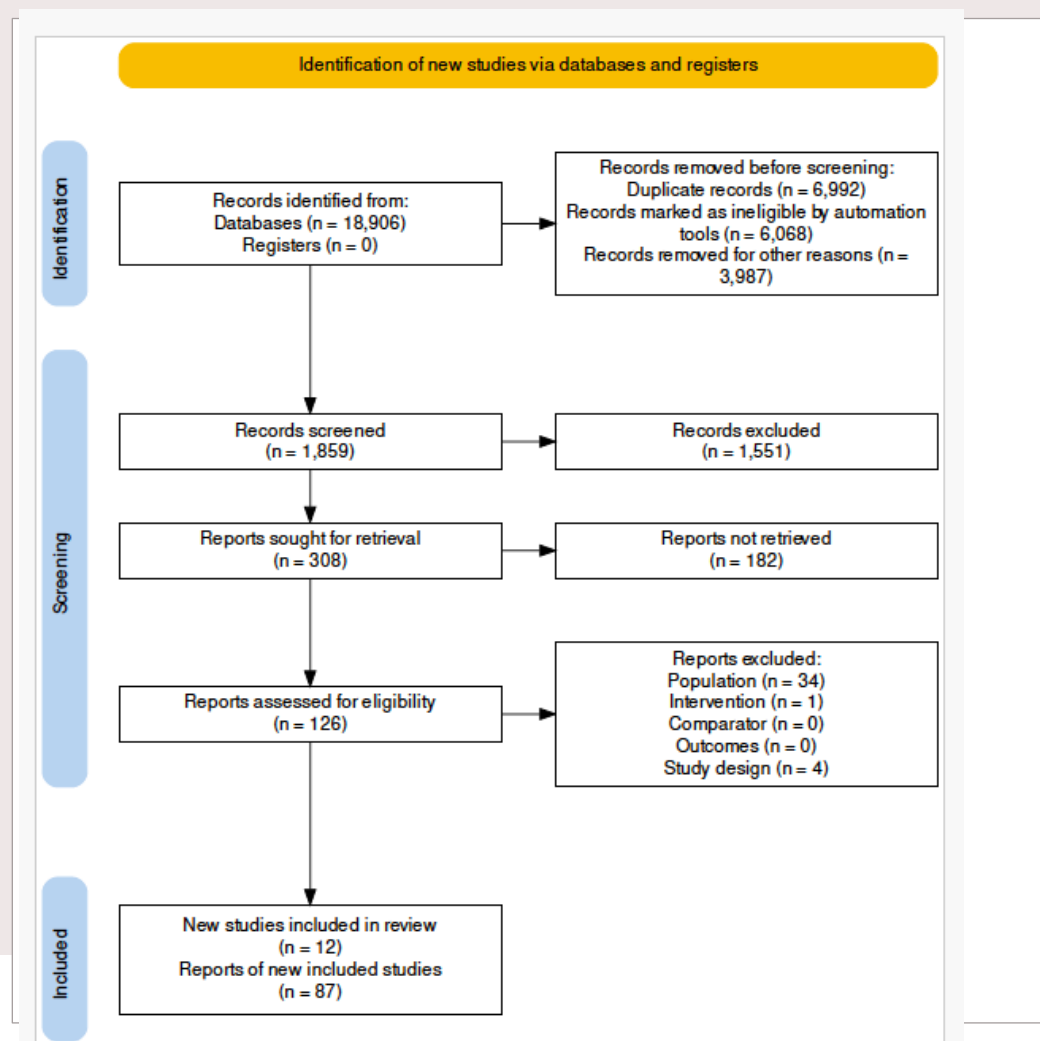 Identification of new studies via databases and registers
Identification
Records identified from:
Databases (n = 18,906)
Registers (n = 0)
Records removed before screening:
Duplicate records (n = 6,992)
Records marked as ineligible by automation
tools (n = 6,068)
Records removed for other reasons (n =
3,987)
Screening
Records screened
(n = 1,859)
Records excluded
(n = 1,551)
Reports sought for retrieval
(n = 308)
Reports not retrieved
(n = 182)
Reports assessed for eligibility
(n = 126)
Reports excluded:
Population (n = 34)
Intervention (n = 1)
Comparator (n = 0)
Outcomes (n = 0)
Study design (n = 4)
Included
New studies included in review
(n = 12)
Reports of new included studies
(n = 87)